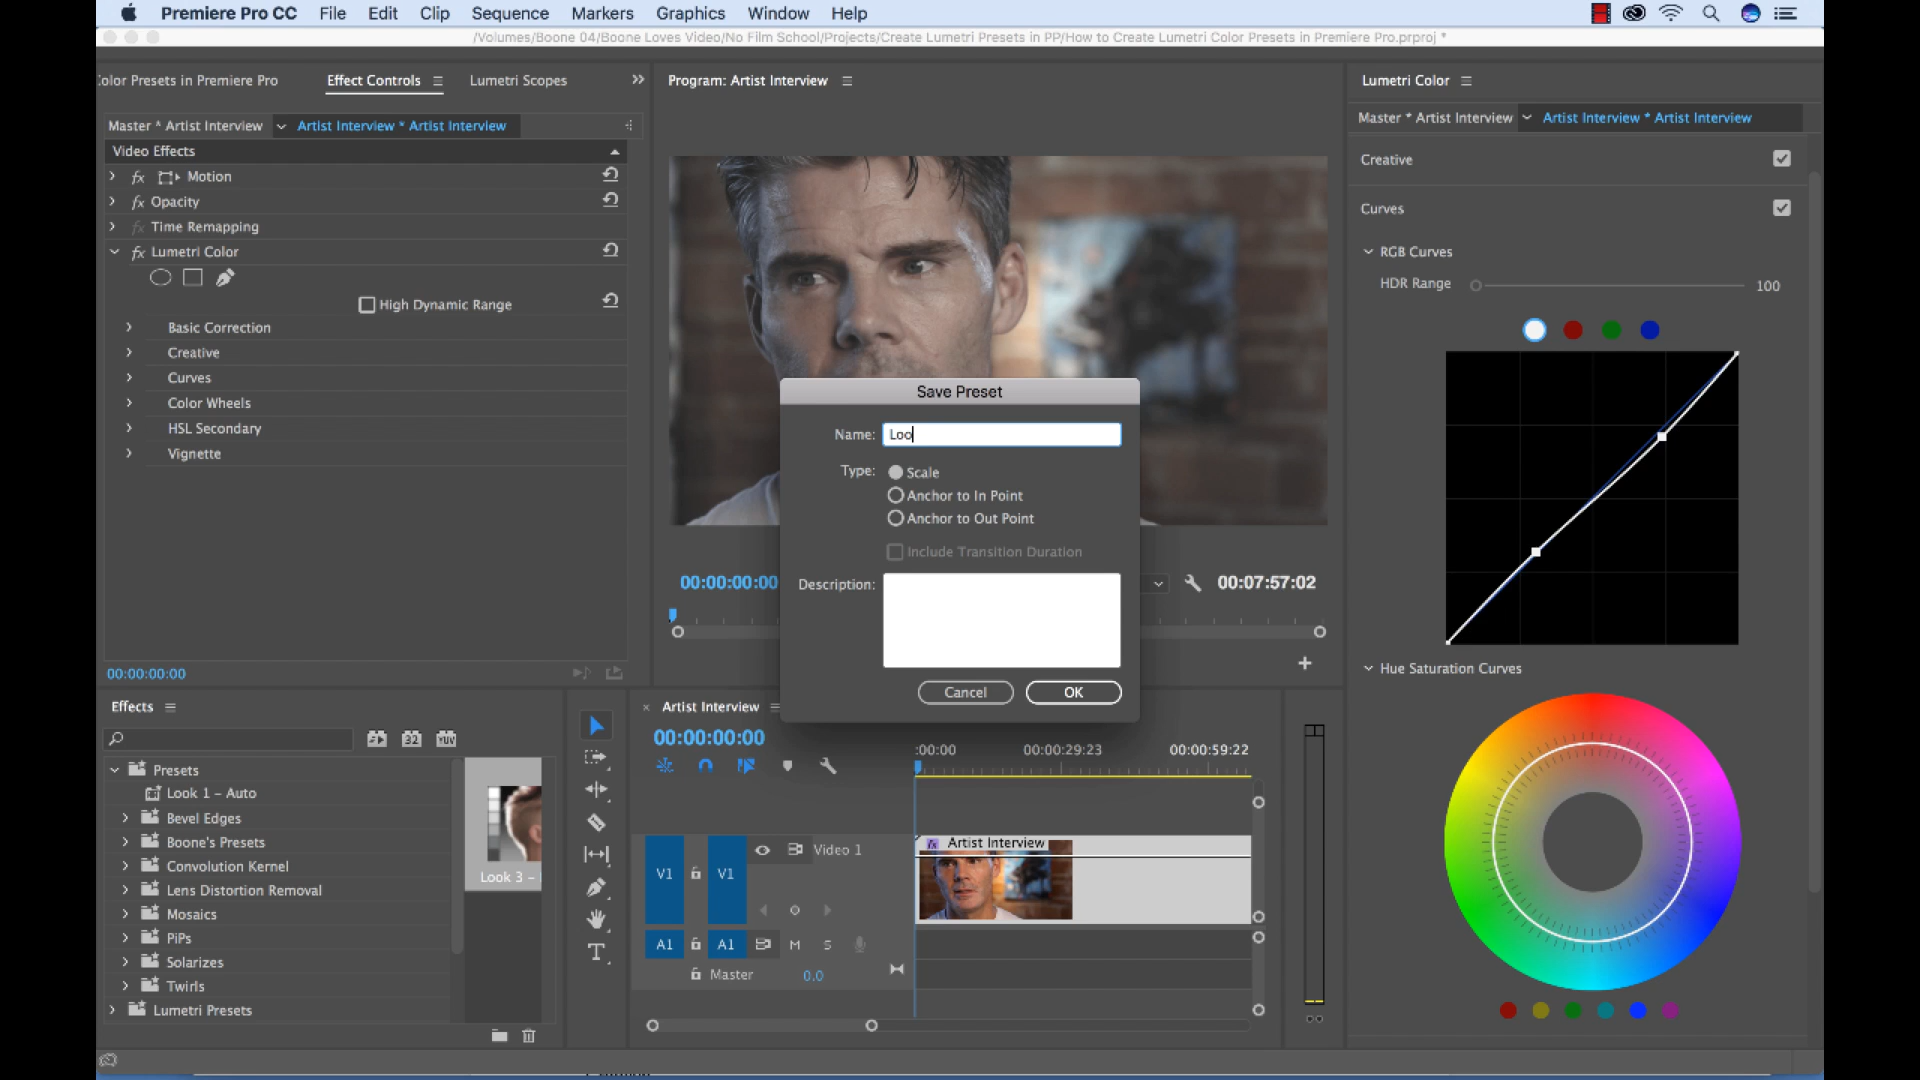 Premiere Pro CC File Edit Clip Sequence Markers Graphics Window Help
/Volumes/Boone 04/Boone Loves Video/No Film School/Projects/Create Lumetri Presets in PP/How to Create Lumetri Color Presets in Premiere Pro.prproj *
Color Presets in Premiere Pro Effect Controls Lumetri Scopes
Master * Artist Interview Artist Interview * Artist Interview
Video Effects
fx Motion
fx Opacity
fx Time Remapping
fx Lumetri Color
High Dynamic Range
Basic Correction
Creative
Curves
Color Wheels
HSL Secondary
Vignette
00:00:00:00
Program: Artist Interview
00:00:00:00 00:07:57:02
Save Preset
Name: Loo
Type: Scale
Anchor to In Point
Anchor to Out Point
Include Transition Duration
Description:
Cancel OK
Lumetri Color
Master * Artist Interview Artist Interview * Artist Interview
Creative
Curves
RGB Curves
HDR Range 100
Hue Saturation Curves
Effects
32 YUV
Presets
Look 1 – Auto
Bevel Edges
Boone's Presets
Convolution Kernel
Lens Distortion Removal
Mosaics
PiPs
Solarizes
Twirls
Lumetri Presets
Look 3 –
Artist Interview
00:00:00:00
:00:00 00:00:29:23 00:00:59:22
V1 V1 Video 1
fx Artist Interview
A1 A1 M S
Master 0.0